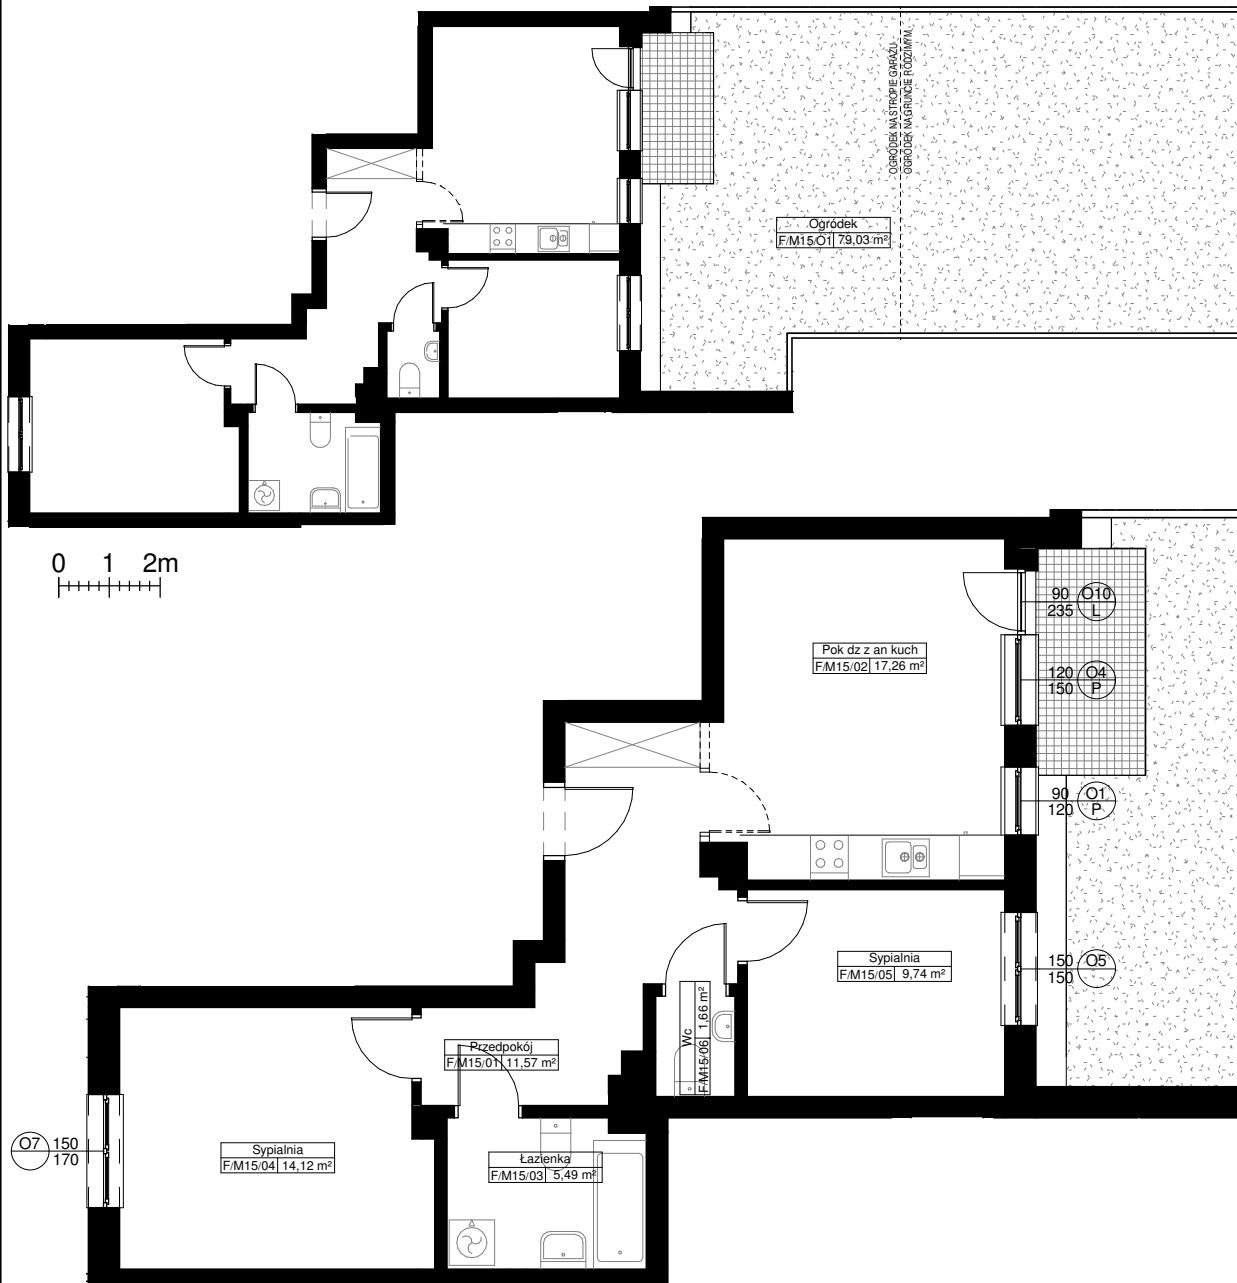 OGRÓDEK NA STROPIE GARAŻU
OGRÓDEK NA GRUNCIE RODZIMYM
Ogródek
F/M15/O1 79,03 m²
0 1 2m
90 O10
235 L
Pok dz z an kuch
F/M15/02 17,26 m²
120 O4
150 P
90 O1
120 P
Sypialnia
F/M15/05 9,74 m²
150 O5
150
Wc
F/M15/06 1,66 m²
Przedpokój
F/M15/01 11,57 m²
O7 150
170
Sypialnia
F/M15/04 14,12 m²
Łazienka
F/M15/03 5,49 m²